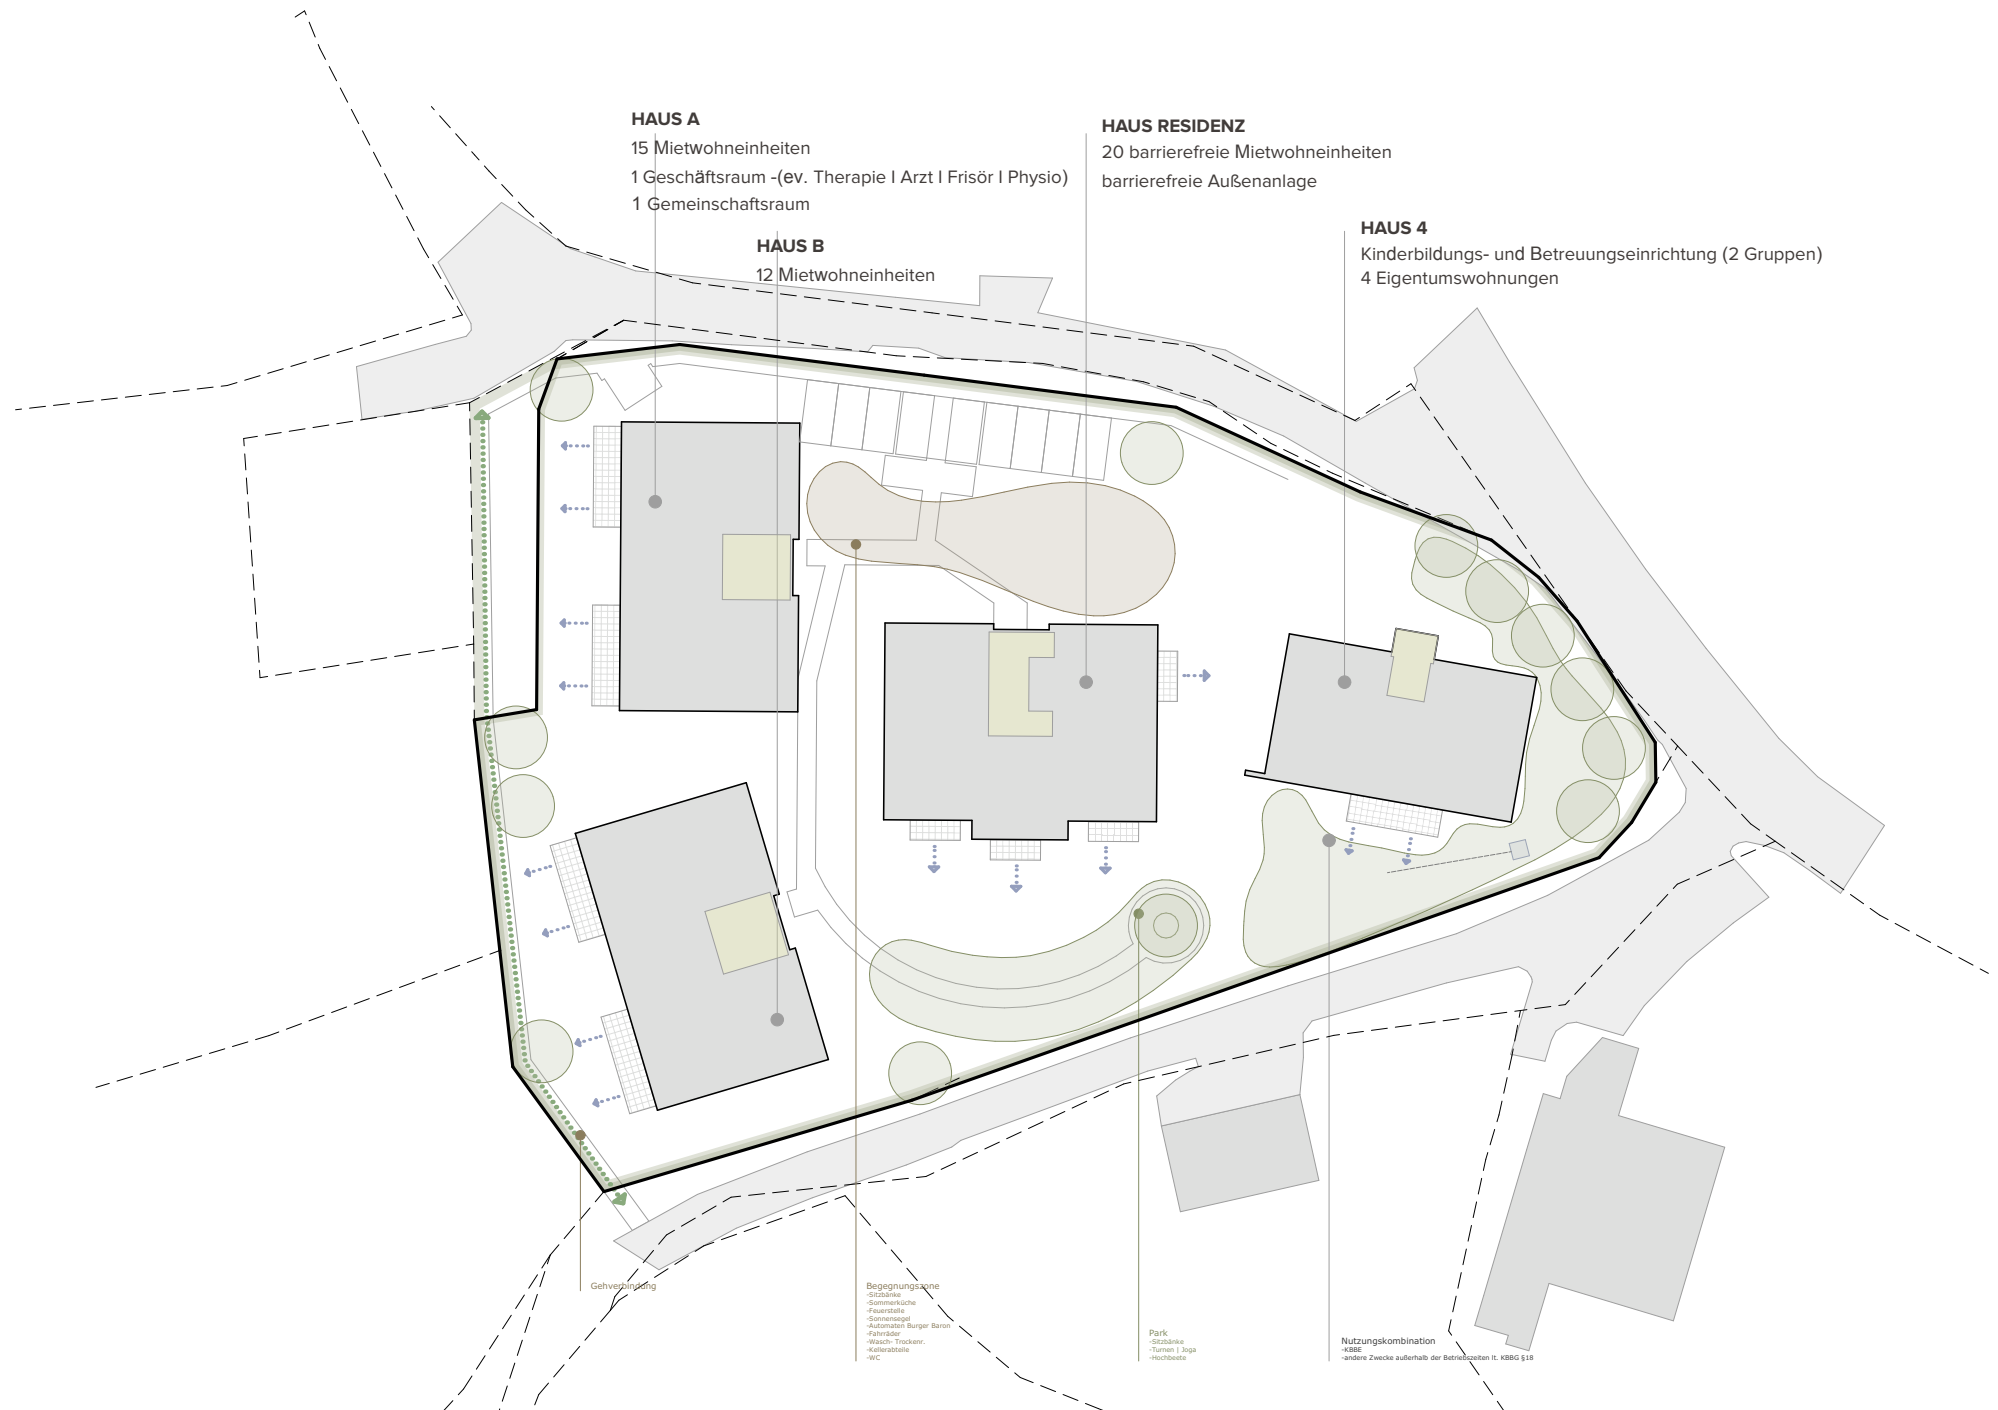 HAUS A
15 Mietwohneinheiten
1 Geschäftsraum -(ev. Therapie I Arzt I Frisör I Physio)
1 Gemeinschaftsraum
HAUS B
12 Mietwohneinheiten
HAUS RESIDENZ
20 barrierefreie Mietwohneinheiten
barrierefreie Außenanlage
HAUS 4
Kinderbildungs- und Betreuungseinrichtung (2 Gruppen)
4 Eigentumswohnungen
Gehverbindung
Begegnungszone
-Sitzbänke
-Sommerküche
-Feuerstelle
-Sonnensegel
-Automaten Burger Baron
-Fahrräder
-Wasch- Trockenr.
-Kellerabteile
-WC
Park
-Sitzbänke
-Turnen | Joga
-Hochbeete
Nutzungskombination
-KBBE
-andere Zwecke außerhalb der Betriebszeiten lt. KBBG §18